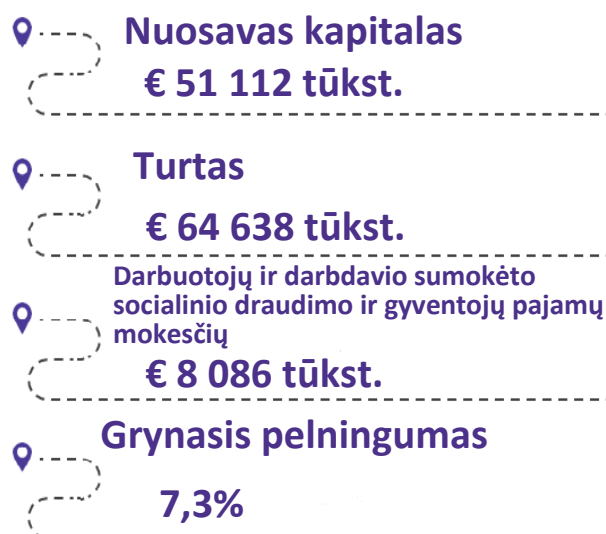 Nuosavas kapitalas
€ 51 112 tūkst.
Turtas
€ 64 638 tūkst.
Darbuotojų ir darbdavio sumokėto
socialinio draudimo ir gyventojų pajamų
mokesčių
€ 8 086 tūkst.
Grynasis pelningumas
7,3%